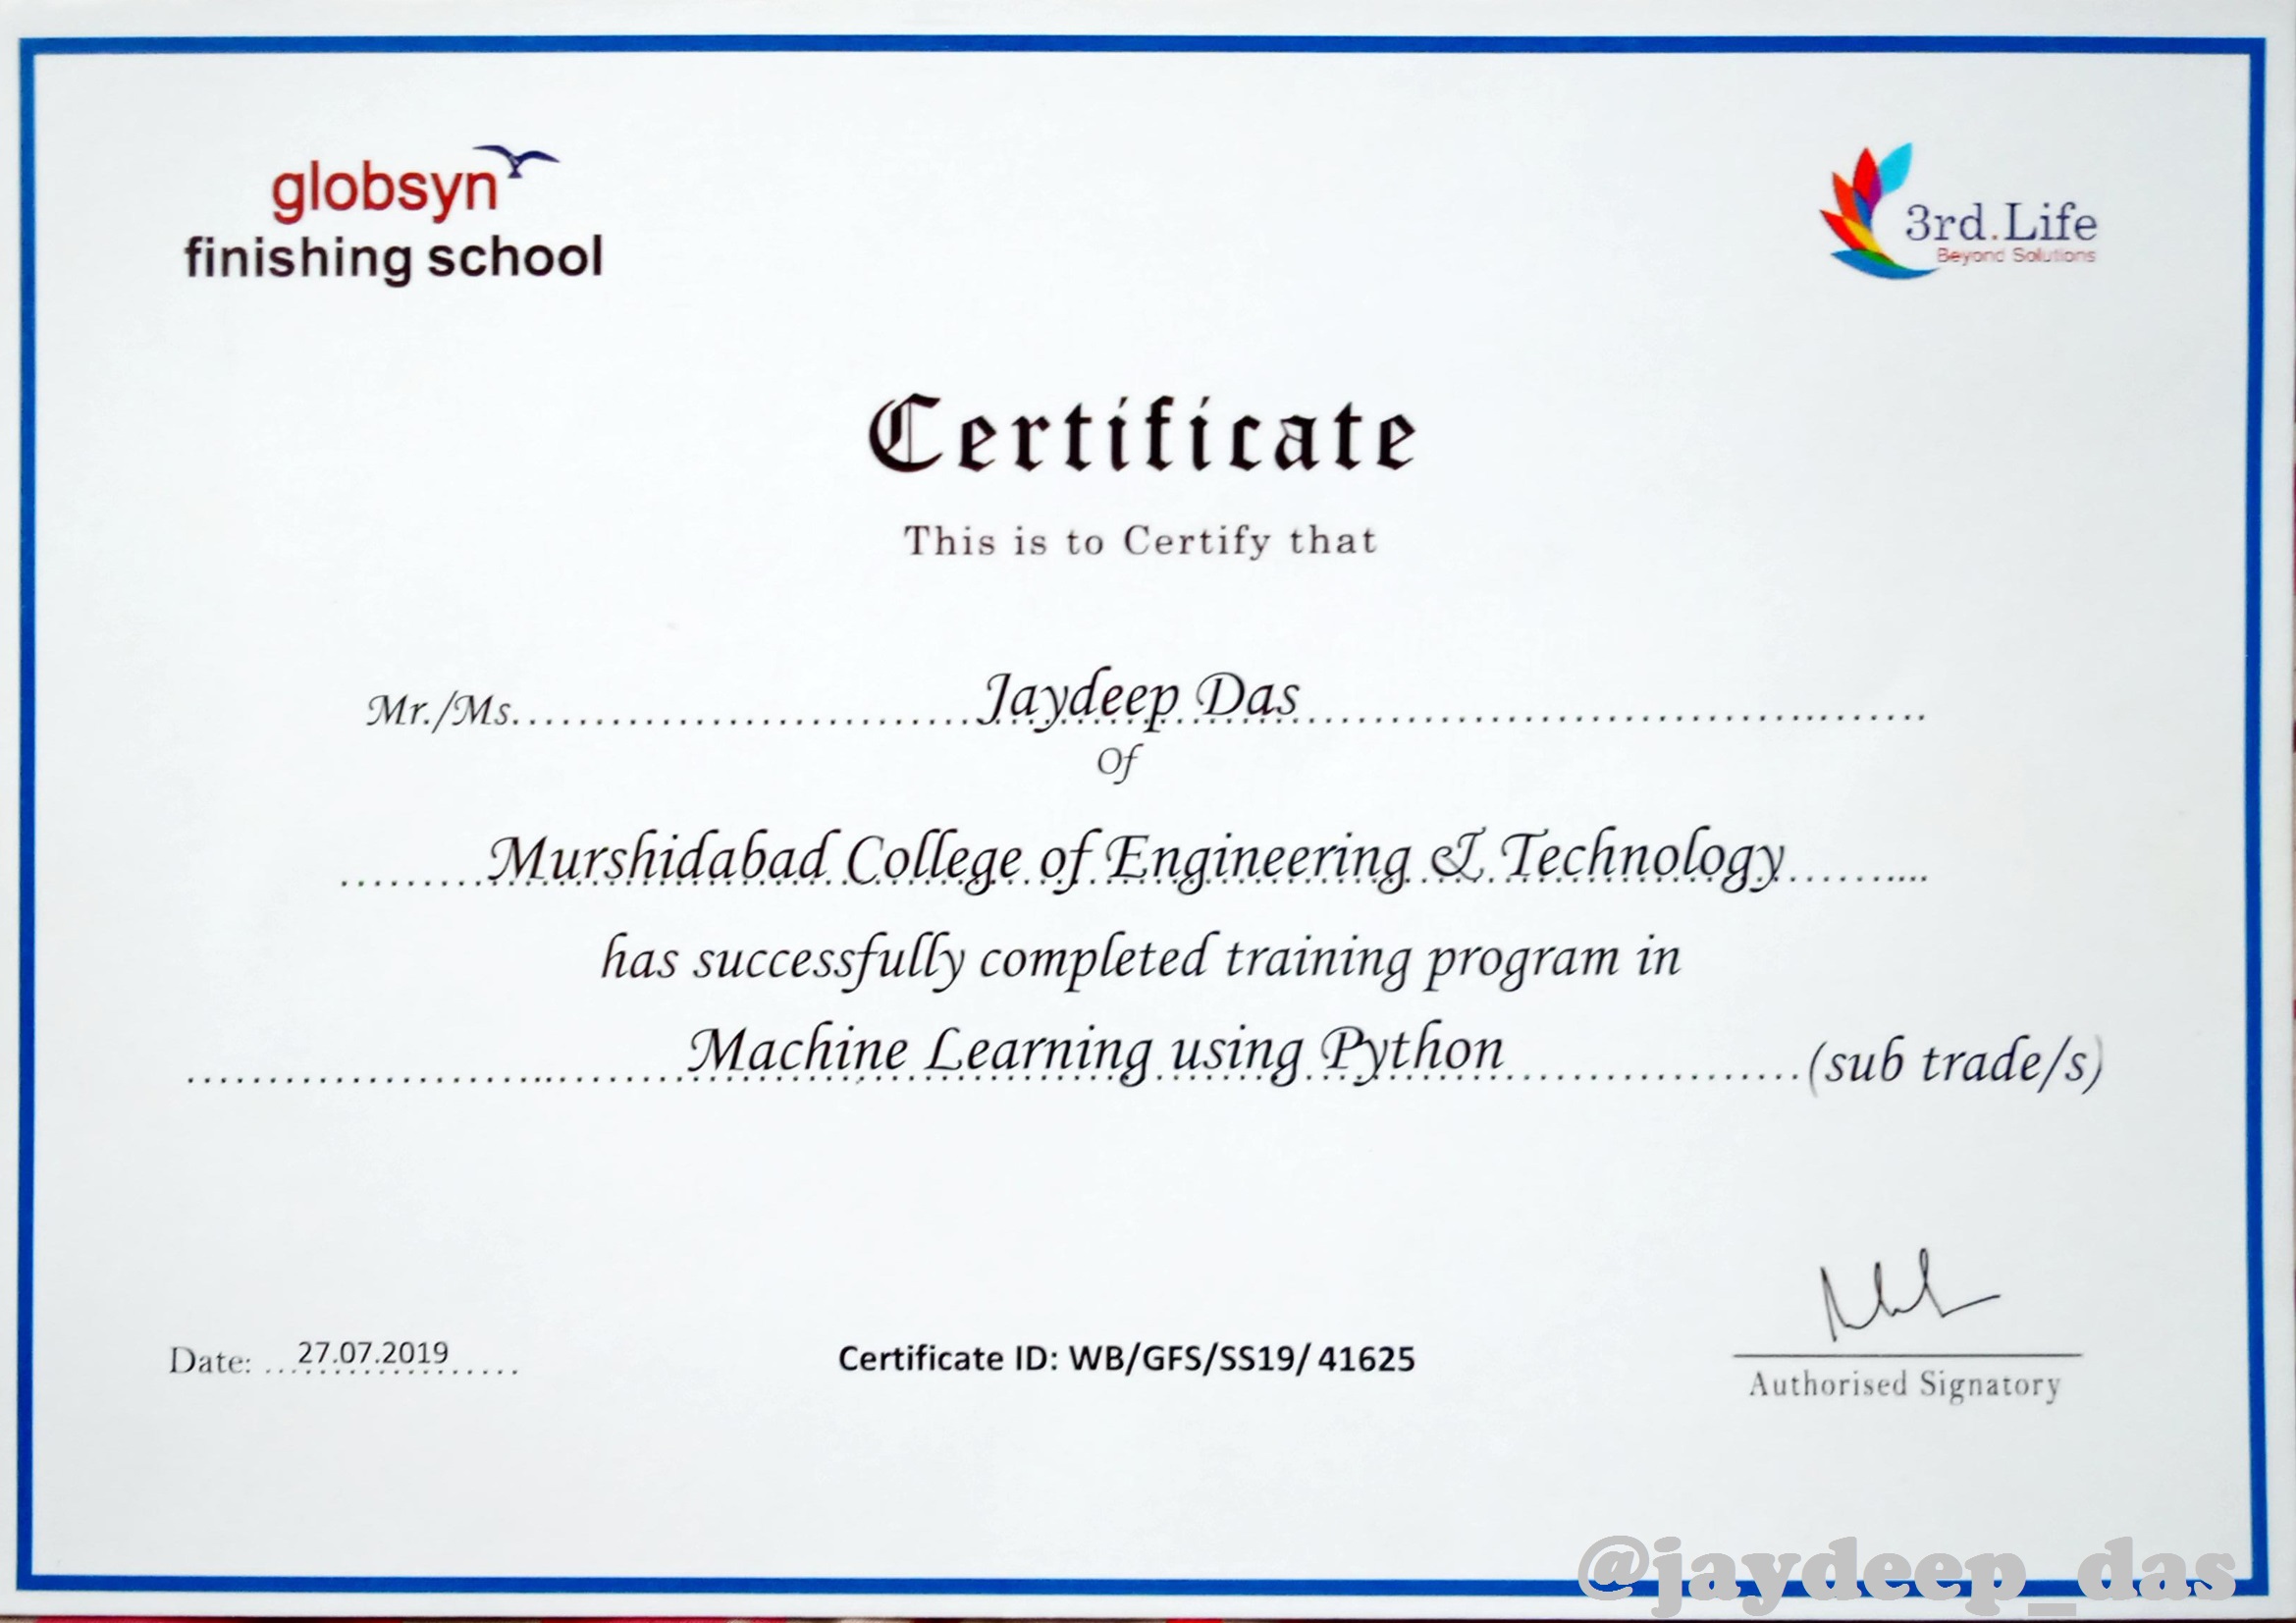 globsyn
finishing school
3rd.Life
Beyond Solutions
Certificate
This is to Certify that
Mr./Ms.............................Jaydeep Das.......................................
Of
.........Murshidabad College of Engineering & Technology.........
has successfully completed training program in
..............................Machine Learning using Python..................(sub trade/s)
Date: ...27.07.2019.....
Certificate ID: WB/GFS/SS19/ 41625
Authorised Signatory
@jaydeep_das